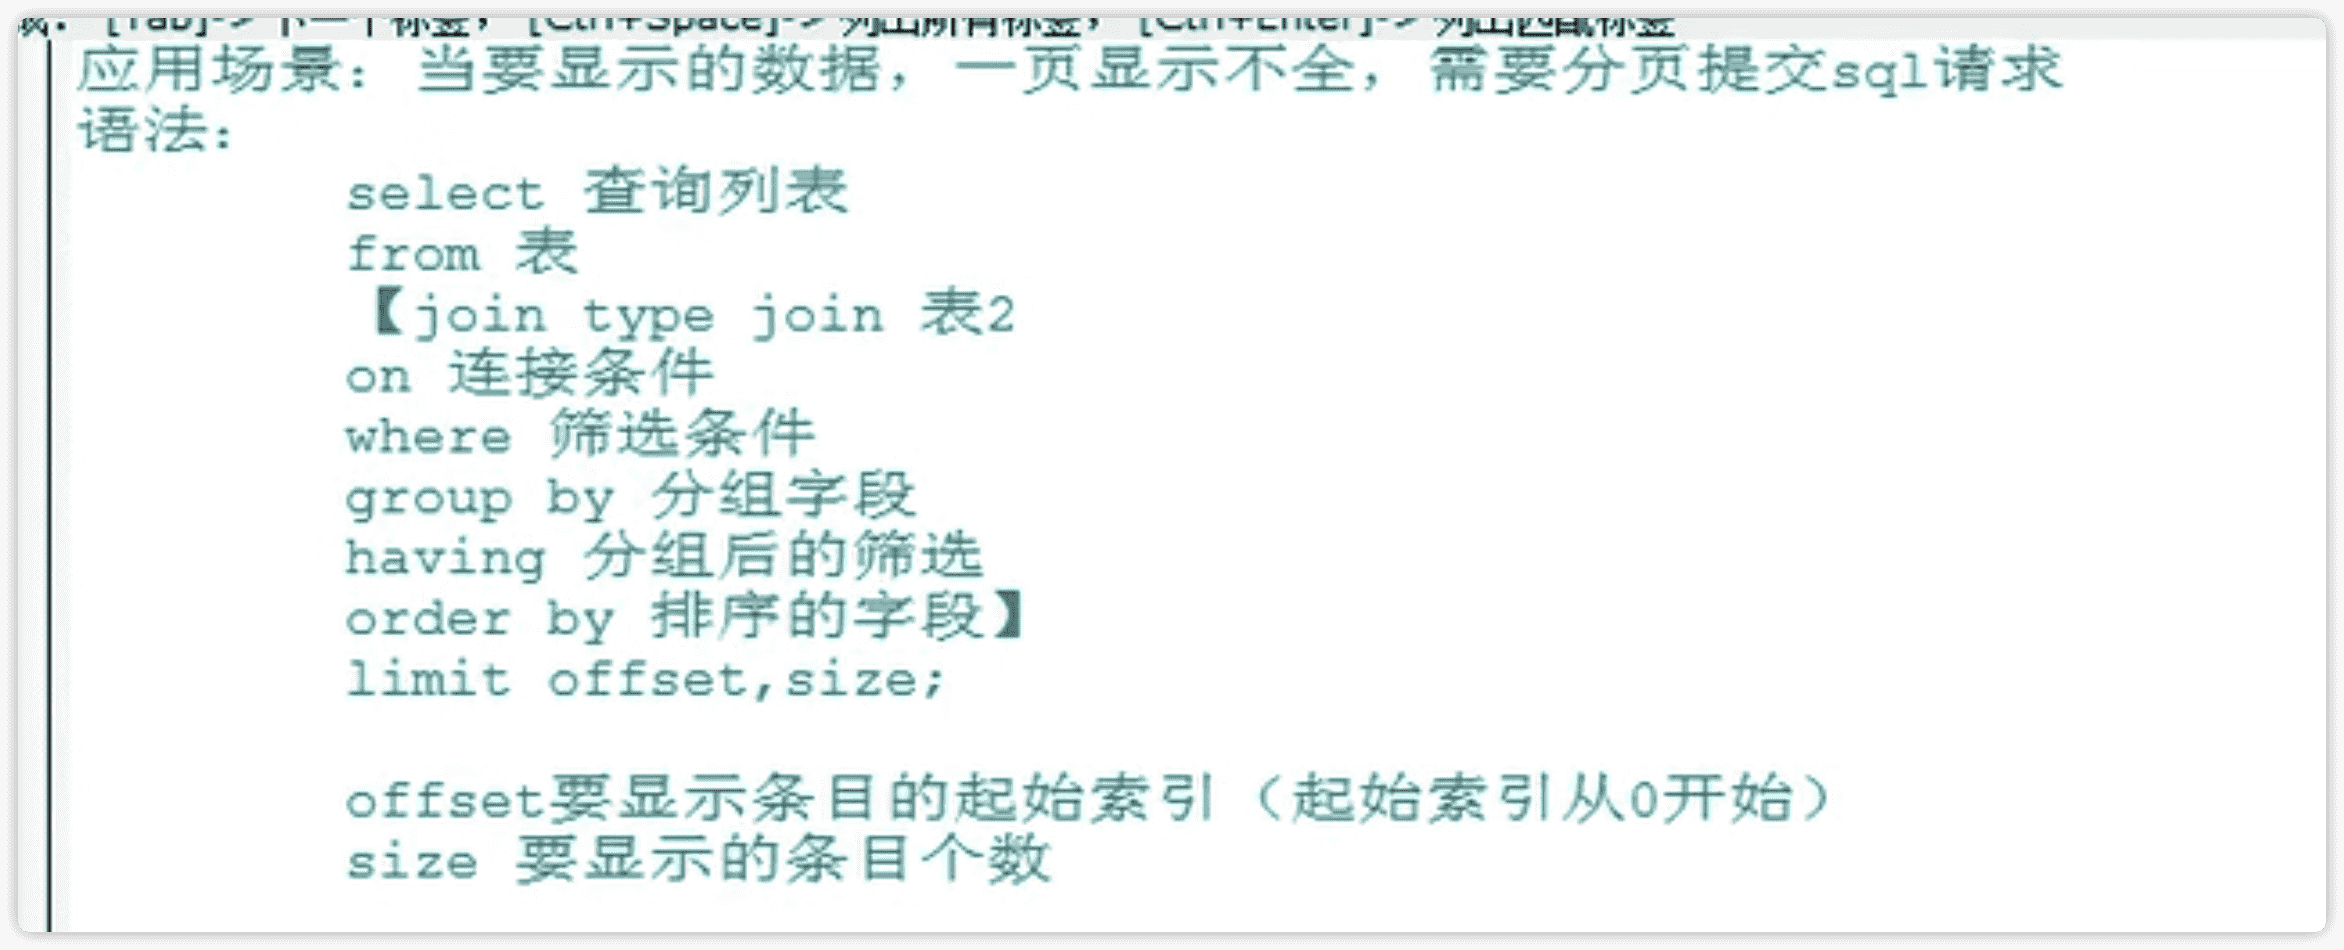 [Tab]-> 下一个标签， [Ctrl+Space]-> 列出所有标签， [Ctrl+Enter]-> 列出匹配标签
应用场景：当要显示的数据，一页显示不全，需要分页提交sql请求
语法：
select 查询列表
from 表
【join type join 表2
on 连接条件
where 筛选条件
group by 分组字段
having 分组后的筛选
order by 排序的字段】
limit offset,size;
offset要显示条目的起始索引（起始索引从0开始）
size 要显示的条目个数